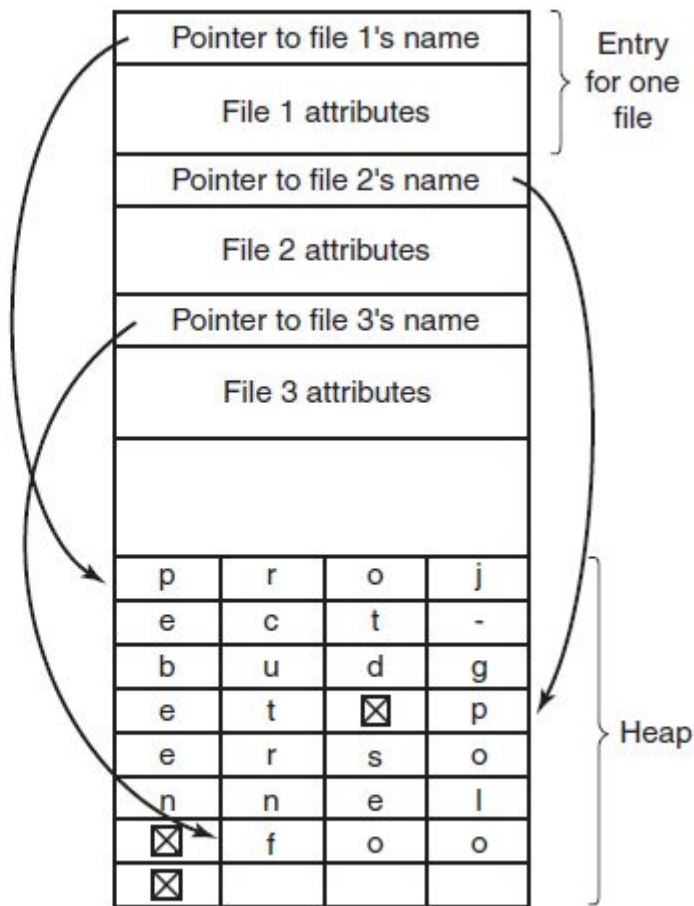 Pointer to file 1's name
Entry
for one
file
File 1 attributes
Pointer to file 2's name
File 2 attributes
Pointer to file 3's name
File 3 attributes
p r o j
e c t -
b u d g
e t ☒ p
e r s o
n n e l
☒ f o o
☒
Heap